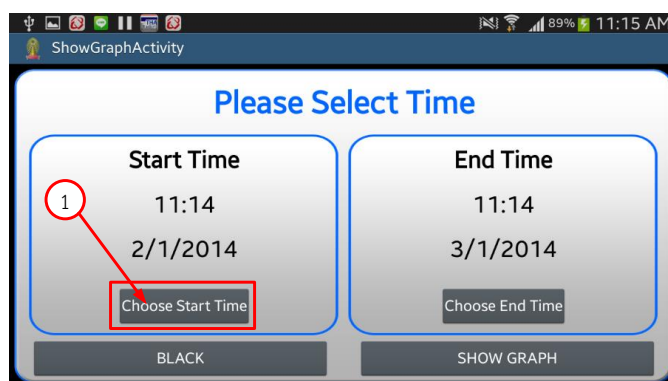 89% 11:15 AM
ShowGraphActivity
Please Select Time
Start Time
11:14
2/1/2014
Choose Start Time
End Time
11:14
3/1/2014
Choose End Time
1
BLACK
SHOW GRAPH